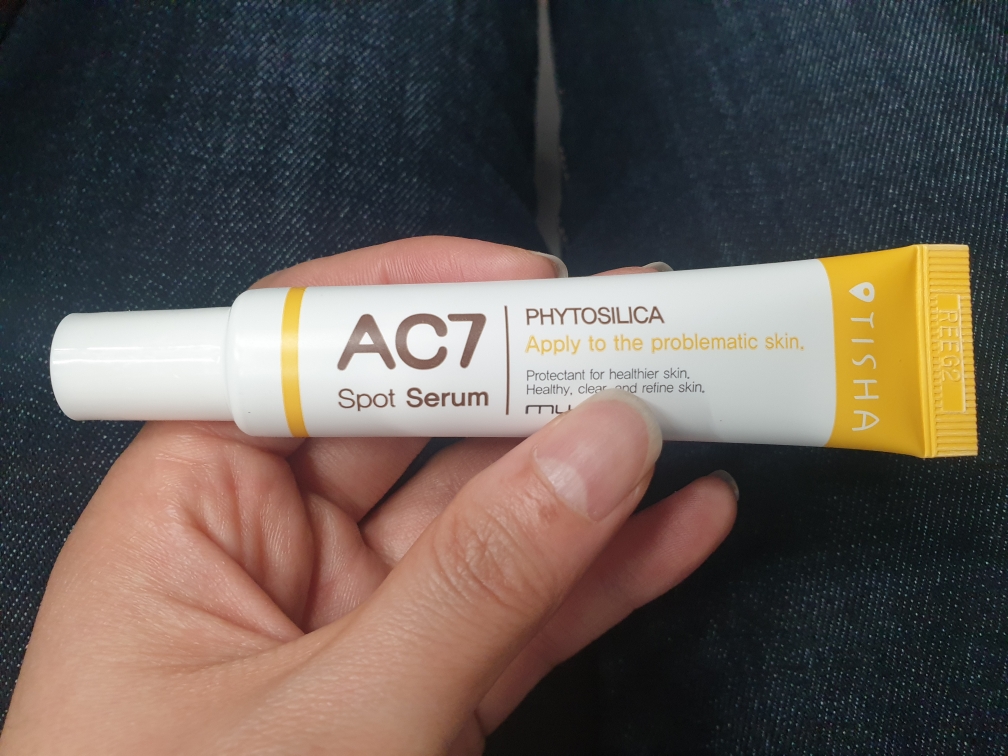 AC7
Spot Serum
PHYTOSILICA
Apply to the problematic skin.
Protectant for healthier skin.
Healthy, clear and refine skin.
TISHA